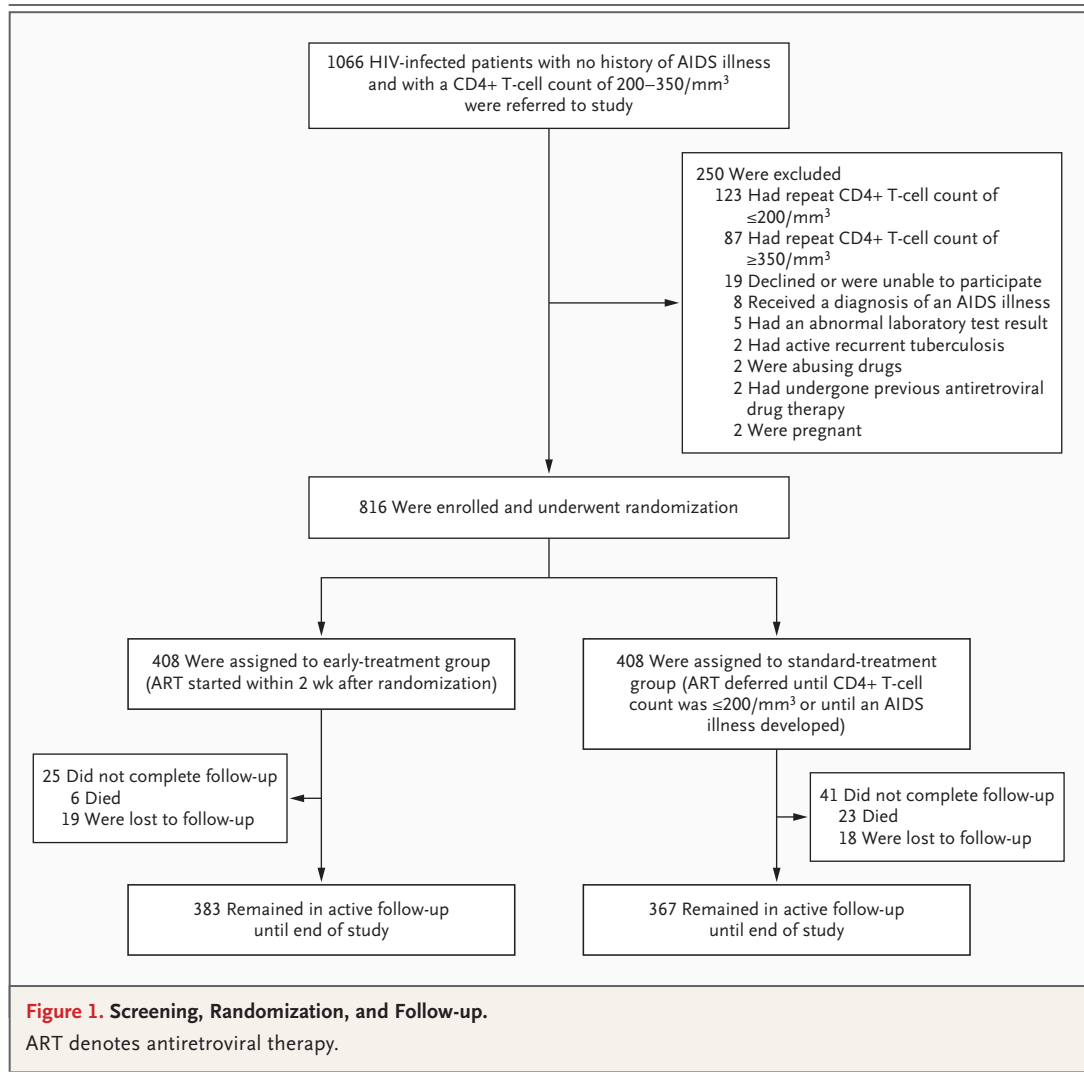 1066 HIV-infected patients with no history of AIDS illness
and with a CD4+ T-cell count of 200–350/mm³
were referred to study
250 Were excluded
123 Had repeat CD4+ T-cell count of
≤200/mm³
87 Had repeat CD4+ T-cell count of
≥350/mm³
19 Declined or were unable to participate
8 Received a diagnosis of an AIDS illness
5 Had an abnormal laboratory test result
2 Had active recurrent tuberculosis
2 Were abusing drugs
2 Had undergone previous antiretroviral
drug therapy
2 Were pregnant
816 Were enrolled and underwent randomization
408 Were assigned to early-treatment group
(ART started within 2 wk after randomization)
408 Were assigned to standard-treatment
group (ART deferred until CD4+ T-cell
count was ≤200/mm³ or until an AIDS
illness developed)
25 Did not complete follow-up
6 Died
19 Were lost to follow-up
41 Did not complete follow-up
23 Died
18 Were lost to follow-up
383 Remained in active follow-up
until end of study
367 Remained in active follow-up
until end of study
Figure 1. Screening, Randomization, and Follow-up.
ART denotes antiretroviral therapy.